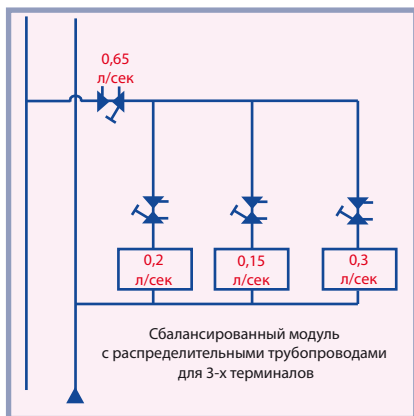 0,65
л/сек
0,2
л/сек
0,15
л/сек
0,3
л/сек
Сбалансированный модуль
с распределительными трубопроводами
для 3-х терминалов